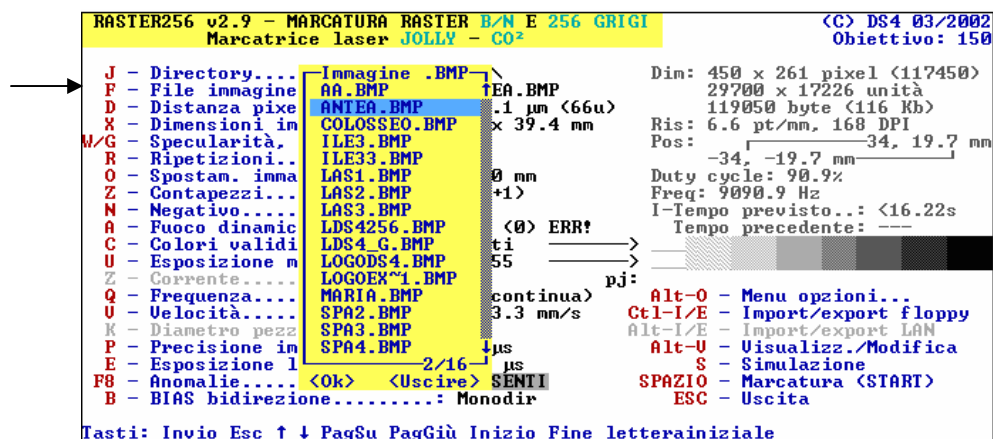 RASTER256 v2.9 - MARCATURA RASTER B/N E 256 GRIGI (C) DS4 03/2002
Marcatrice laser JOLLY - CO² Obiettivo: 150
J - Directory.... \ Dim: 450 x 261 pixel (117450)
F - File immagine EA.BMP 29700 x 17226 unità
D - Distanza pixe .1 µm (66u) 119050 byte (116 Kb)
X - Dimensioni im x 39.4 mm Ris: 6.6 pt/mm, 168 DPI
W/G - Specularità, Pos: 34, 19.7 mm
R - Ripetizioni.. -34, -19.7 mm
O - Spostam. imma 0 mm Duty cycle: 90.9%
Z - Contapezzi... +1) Freq: 9090.9 Hz
N - Negativo..... I-Tempo previsto..: <16.22s
A - Fuoco dinamic (0) ERR! Tempo precedente: ---
C - Colori validi ti
U - Esposizione m 55
Z - Corrente..... pj:
Q - Frequenza.... continua) Alt-O - Menu opzioni...
V - Velocità..... 3.3 mm/s Ctl-I/E - Import/export floppy
K - Diametro pezz Alt-I/E - Import/export LAN
P - Precisione im µs Alt-V - Visualizz./Modifica
E - Esposizione l µs S - Simulazione
F8 - Anomalie..... SENTI SPAZIO - Marcatura (START)
B - BIAS bidirezione.........: Monodir ESC - Uscita
Immagine .BMP
AA.BMP
ANTEA.BMP
COLOSSEO.BMP
ILE3.BMP
ILE33.BMP
LAS1.BMP
LAS2.BMP
LAS3.BMP
LDS4256.BMP
LDS4_G.BMP
LOGODS4.BMP
LOGOEX~1.BMP
MARIA.BMP
SPA2.BMP
SPA3.BMP
SPA4.BMP
2/16
<Ok> <Uscire>
Tasti: Invio Esc ↑ ↓ PagSu PagGiù Inizio Fine letterainiziale